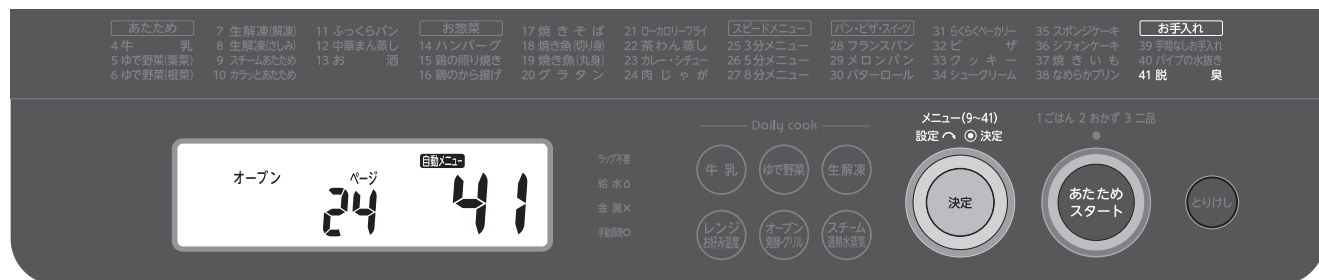 あたため
4 牛 乳
5 ゆで野菜(葉菜)
6 ゆで野菜(根菜)
7 生解凍(解凍)
8 生解凍(さしみ)
9 スチームあたため
10 カラッとあたため
11 ふっくらパン
12 中華まん蒸し
13 お 酒
お惣菜
14 ハンバーグ
15 鶏の照り焼き
16 鶏のから揚げ
17 焼きそば
18 焼き魚(切り身)
19 焼き魚(丸身)
20 グラタン
21 ローカロリーフライ
22 茶わん蒸し
23 カレー・シチュー
24 肉じゃが
スピードメニュー
25 3分メニュー
26 5分メニュー
27 8分メニュー
パン・ピザ・スイーツ
28 フランスパン
29 メロンパン
30 バターロール
31 らくらくベーカリー
32 ピ ザ
33 クッキー
34 シュークリーム
35 スポンジケーキ
36 シフォンケーキ
37 焼きいも
38 なめらかプリン
お手入れ
39 手間なしお手入れ
40 パイプの水抜き
41 脱 臭
オーブン
ページ
24
自動メニュー
41
ラップ不要
給 水
金 属×
手動設定○
Daily cook
牛 乳
ゆで野菜
生解凍
レンジ
お好み温度
オーブン
発酵・グリル
スチーム
過熱水蒸気
メニュー(9~41)
設定 決定
決定
1 ごはん 2 おかず 3 二品
あたため
スタート
とりけし